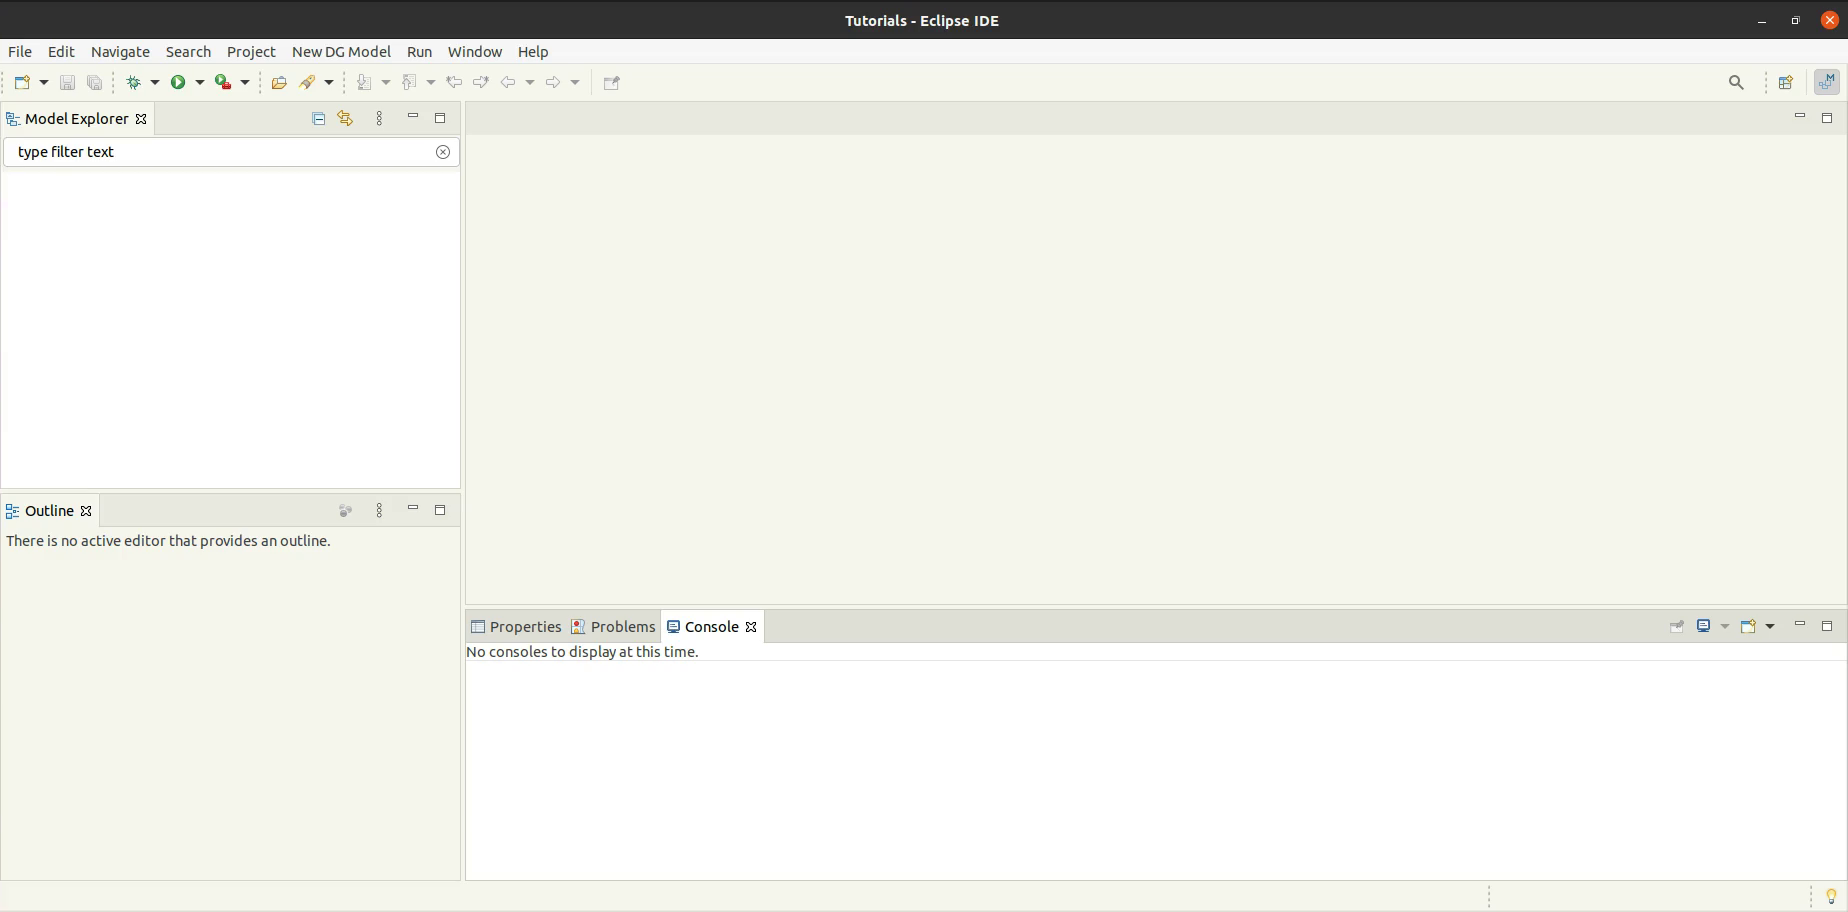 Tutorials - Eclipse IDE
File Edit Navigate Search Project New DG Model Run Window Help
Model Explorer
type filter text
Outline
There is no active editor that provides an outline.
Properties Problems Console
No consoles to display at this time.